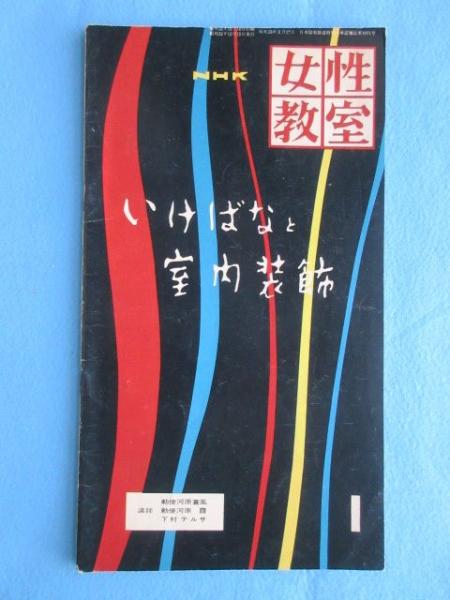 NHK
女性
教室
いけばなと
室内装飾
勅使河原蒼風
講師 勅使河原 霞
下村テルサ
1